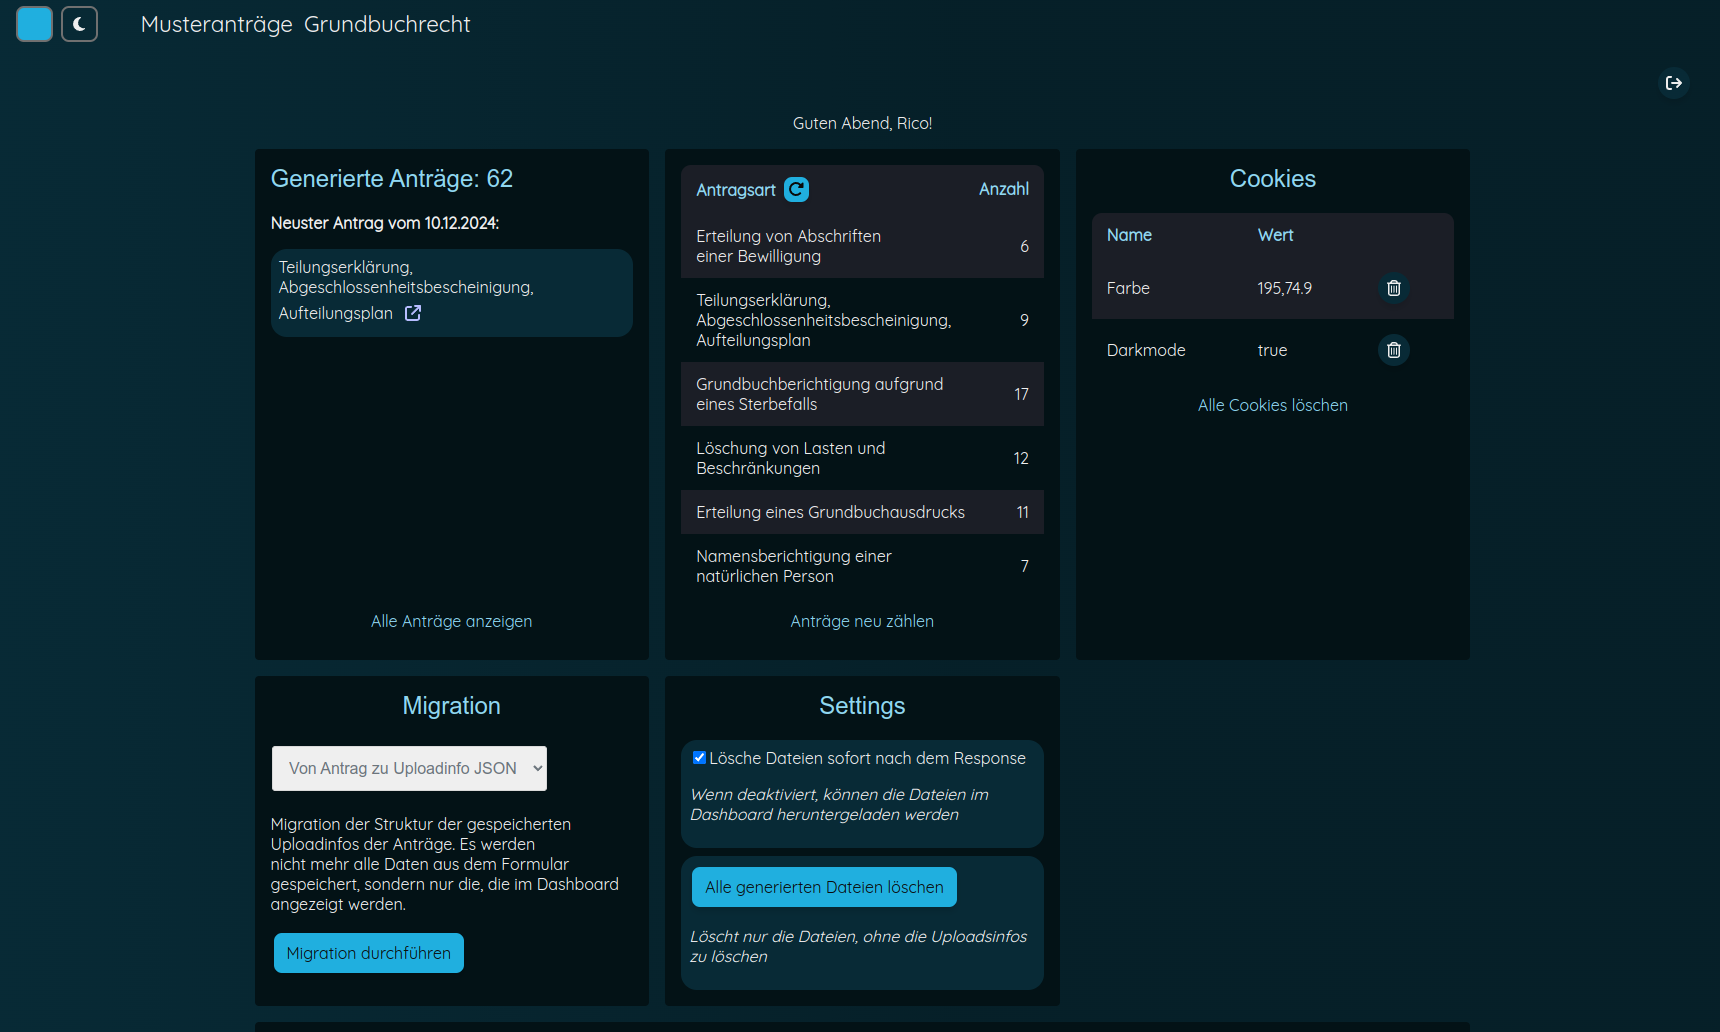 Musteranträge Grundbuchrecht
Guten Abend, Rico!
Generierte Anträge: 62
Neuster Antrag vom 10.12.2024:
Teilungserklärung,
Abgeschlossenheitsbescheinigung,
Aufteilungsplan
Alle Anträge anzeigen
Antragsart Anzahl
Erteilung von Abschriften
einer Bewilligung 6
Teilungserklärung,
Abgeschlossenheitsbescheinigung, 9
Aufteilungsplan
Grundbuchberichtigung aufgrund
eines Sterbefalls 17
Löschung von Lasten und
Beschränkungen 12
Erteilung eines Grundbuchausdrucks 11
Namensberichtigung einer
natürlichen Person 7
Anträge neu zählen
Cookies
Name Wert
Farbe 195,74.9
Darkmode true
Alle Cookies löschen
Migration
Von Antrag zu Uploadinfo JSON
Migration der Struktur der gespeicherten
Uploadinfos der Anträge. Es werden
nicht mehr alle Daten aus dem Formular
gespeichert, sondern nur die, die im Dashboard
angezeigt werden.
Migration durchführen
Settings
Lösche Dateien sofort nach dem Response
Wenn deaktiviert, können die Dateien im
Dashboard heruntergeladen werden
Alle generierten Dateien löschen
Löscht nur die Dateien, ohne die Uploadsinfos
zu löschen